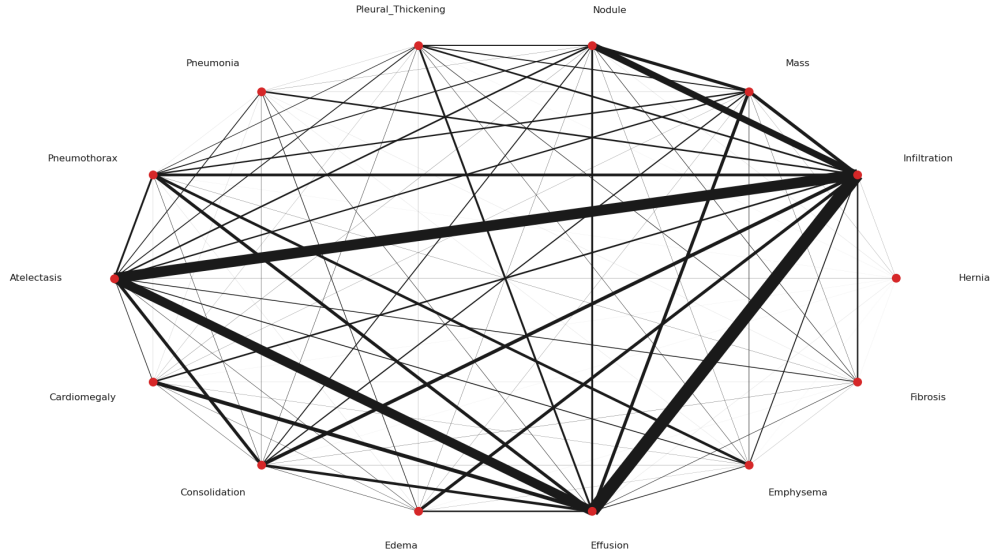 Pleural_Thickening
Nodule
Pneumonia
Mass
Pneumothorax
Infiltration
Atelectasis
Hernia
Cardiomegaly
Fibrosis
Consolidation
Emphysema
Edema
Effusion